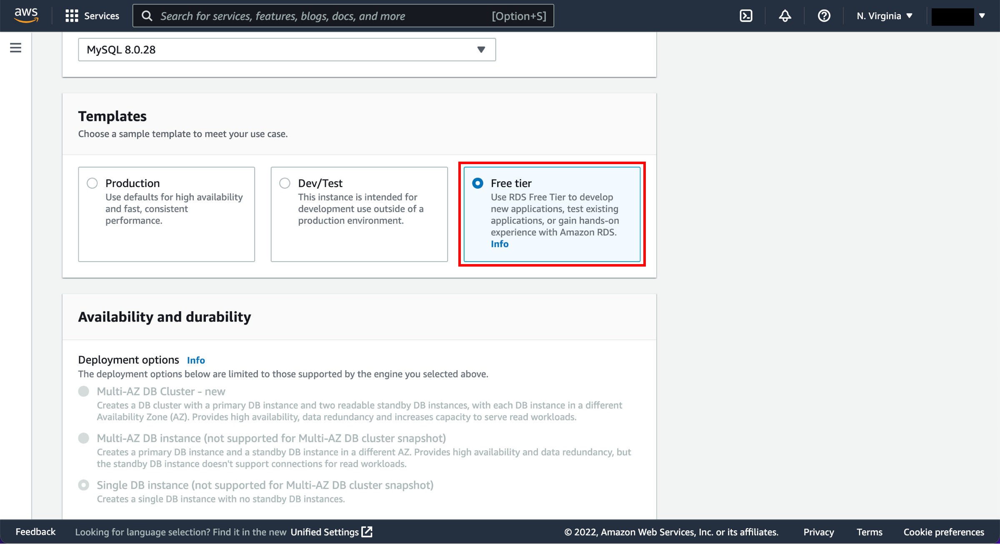 aws
Services
Search for services, features, blogs, docs, and more
[Option+S]
N. Virginia
MySQL 8.0.28
Templates
Choose a sample template to meet your use case.
Production
Use defaults for high availability
and fast, consistent
performance.
Dev/Test
This instance is intended for
development use outside of a
production environment.
Free tier
Use RDS Free Tier to develop
new applications, test existing
applications, or gain hands-on
experience with Amazon RDS.
Info
Availability and durability
Deployment options Info
The deployment options below are limited to those supported by the engine you selected above.
Multi-AZ DB Cluster - new
Creates a DB cluster with a primary DB instance and two readable standby DB instances, with each DB instance in a different
Availability Zone (AZ). Provides high availability, data redundancy and increases capacity to serve read workloads.
Multi-AZ DB instance (not supported for Multi-AZ DB cluster snapshot)
Creates a primary DB instance and a standby DB instance in a different AZ. Provides high availability and data redundancy, but
the standby DB instance doesn't support connections for read workloads.
Single DB instance (not supported for Multi-AZ DB cluster snapshot)
Creates a single DB instance with no standby DB instances.
Feedback
Looking for language selection? Find it in the new Unified Settings
© 2022, Amazon Web Services, Inc. or its affiliates.
Privacy
Terms
Cookie preferences